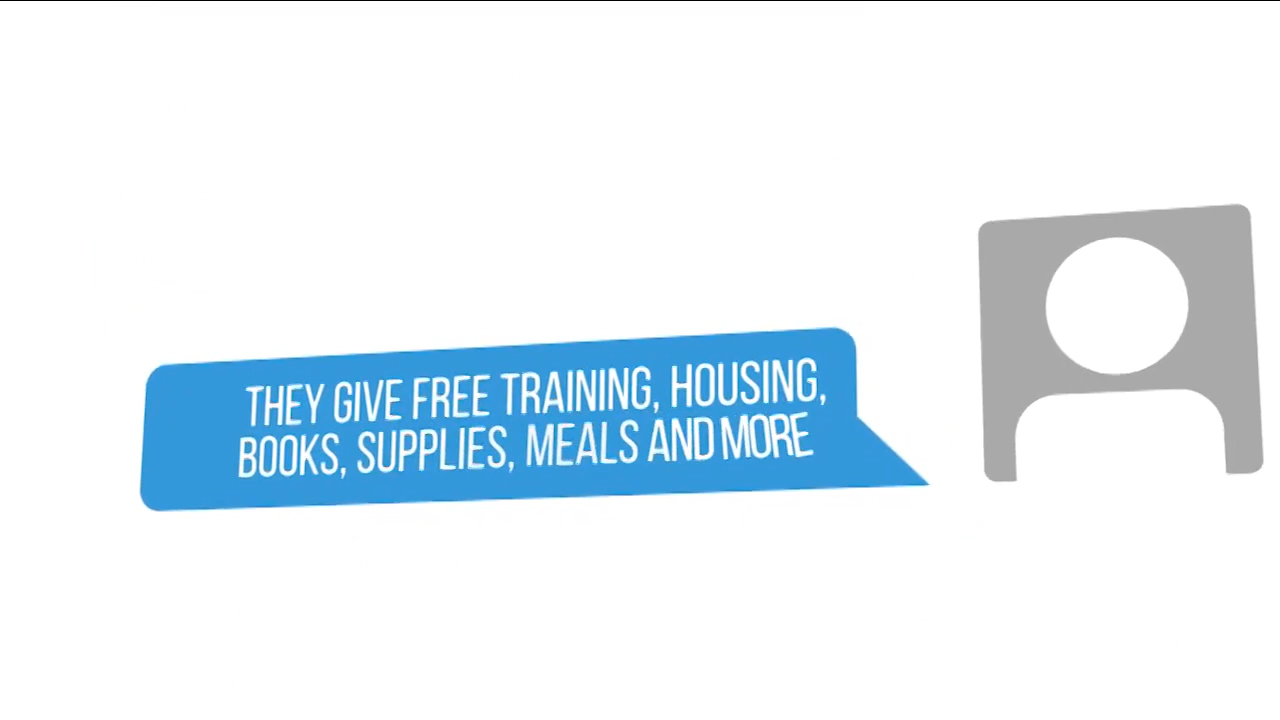 THEY GIVE FREE TRAINING, HOUSING,
BOOKS, SUPPLIES, MEALS AND MORE